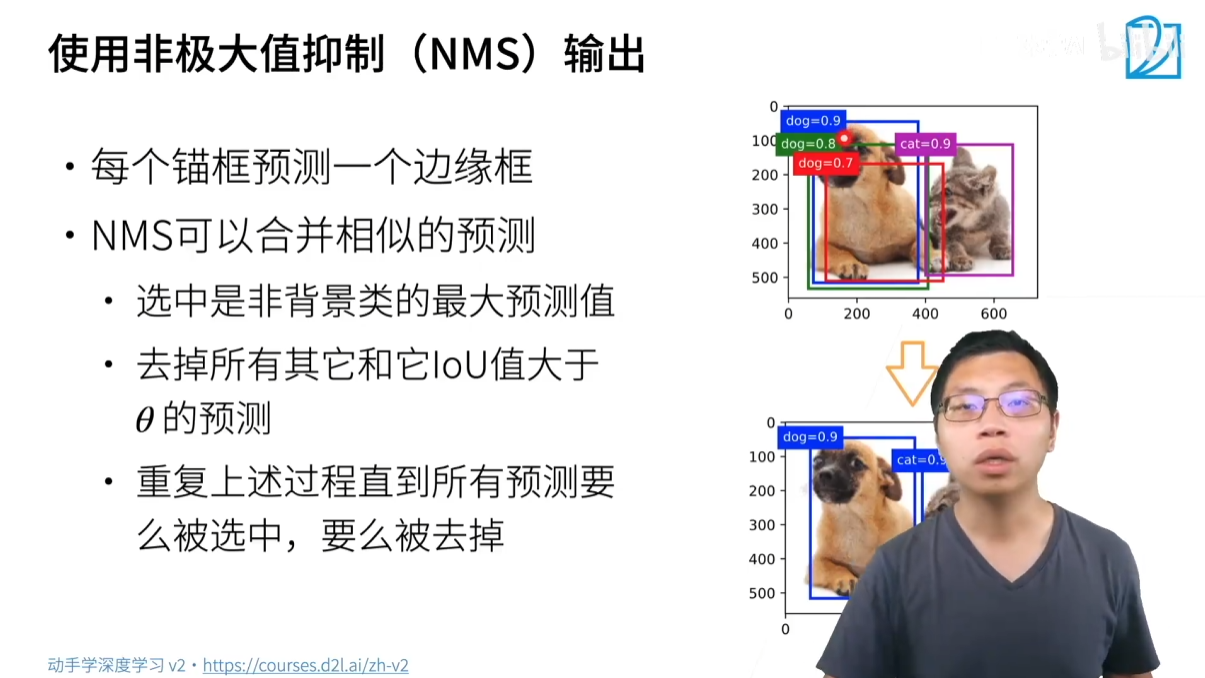 使用非极大值抑制（NMS）输出
• 每个锚框预测一个边缘框
• NMS可以合并相似的预测
• 选中是非背景类的最大预测值
• 去掉所有其它和它IoU值大于
θ 的预测
• 重复上述过程直到所有预测要
么被选中，要么被去掉
0
100
200
300
400
500
0 200 400 600
dog=0.9
dog=0.8
dog=0.7
cat=0.9
0
100
200
300
400
500
0
dog=0.9
cat=0.9
动手学深度学习 v2 • https://courses.d2l.ai/zh-v2
bilibili